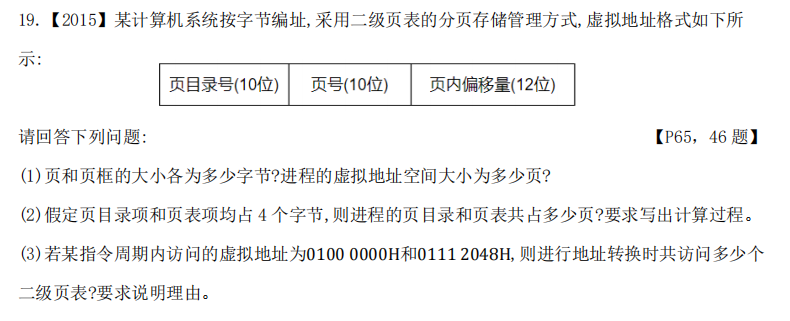 19.【2015】某计算机系统按字节编址,采用二级页表的分页存储管理方式,虚拟地址格式如下所
示:
页目录号(10位) 页号(10位) 页内偏移量(12位)
请回答下列问题: 【P65, 46 题】
(1)页和页框的大小各为多少字节?进程的虚拟地址空间大小为多少页?
(2)假定页目录项和页表项均占 4 个字节,则进程的页目录和页表共占多少页?要求写出计算过程。
(3)若某指令周期内访问的虚拟地址为0100 0000H和0111 2048H,则进行地址转换时共访问多少个
二级页表?要求说明理由。